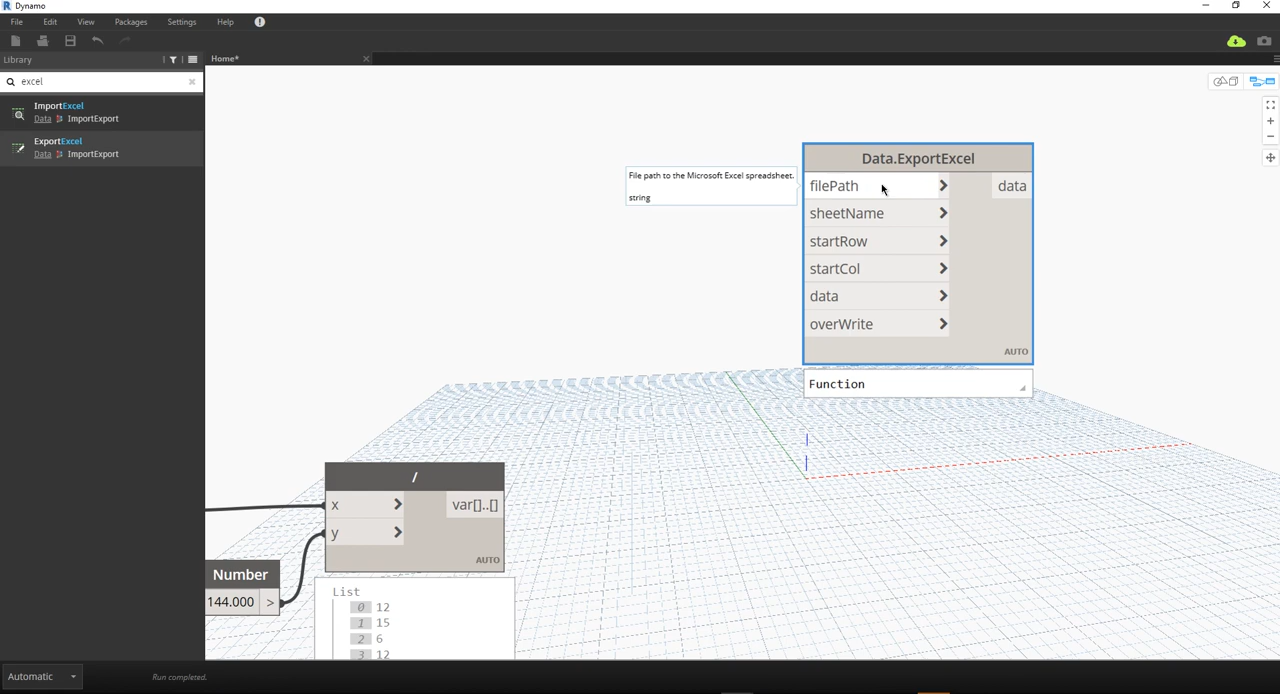 Dynamo
File Edit View Packages Settings Help
Library
Home*
excel
ImportExcel
Data ImportExport
ExportExcel
Data ImportExport
Data.ExportExcel
File path to the Microsoft Excel spreadsheet.
string
filePath > data
sheetName >
startRow >
startCol >
data >
overWrite >
AUTO
Function
/
x > var[]..[]
y >
AUTO
Number
144.000 >
List
0 12
1 15
2 6
3 12
Automatic
Run completed.